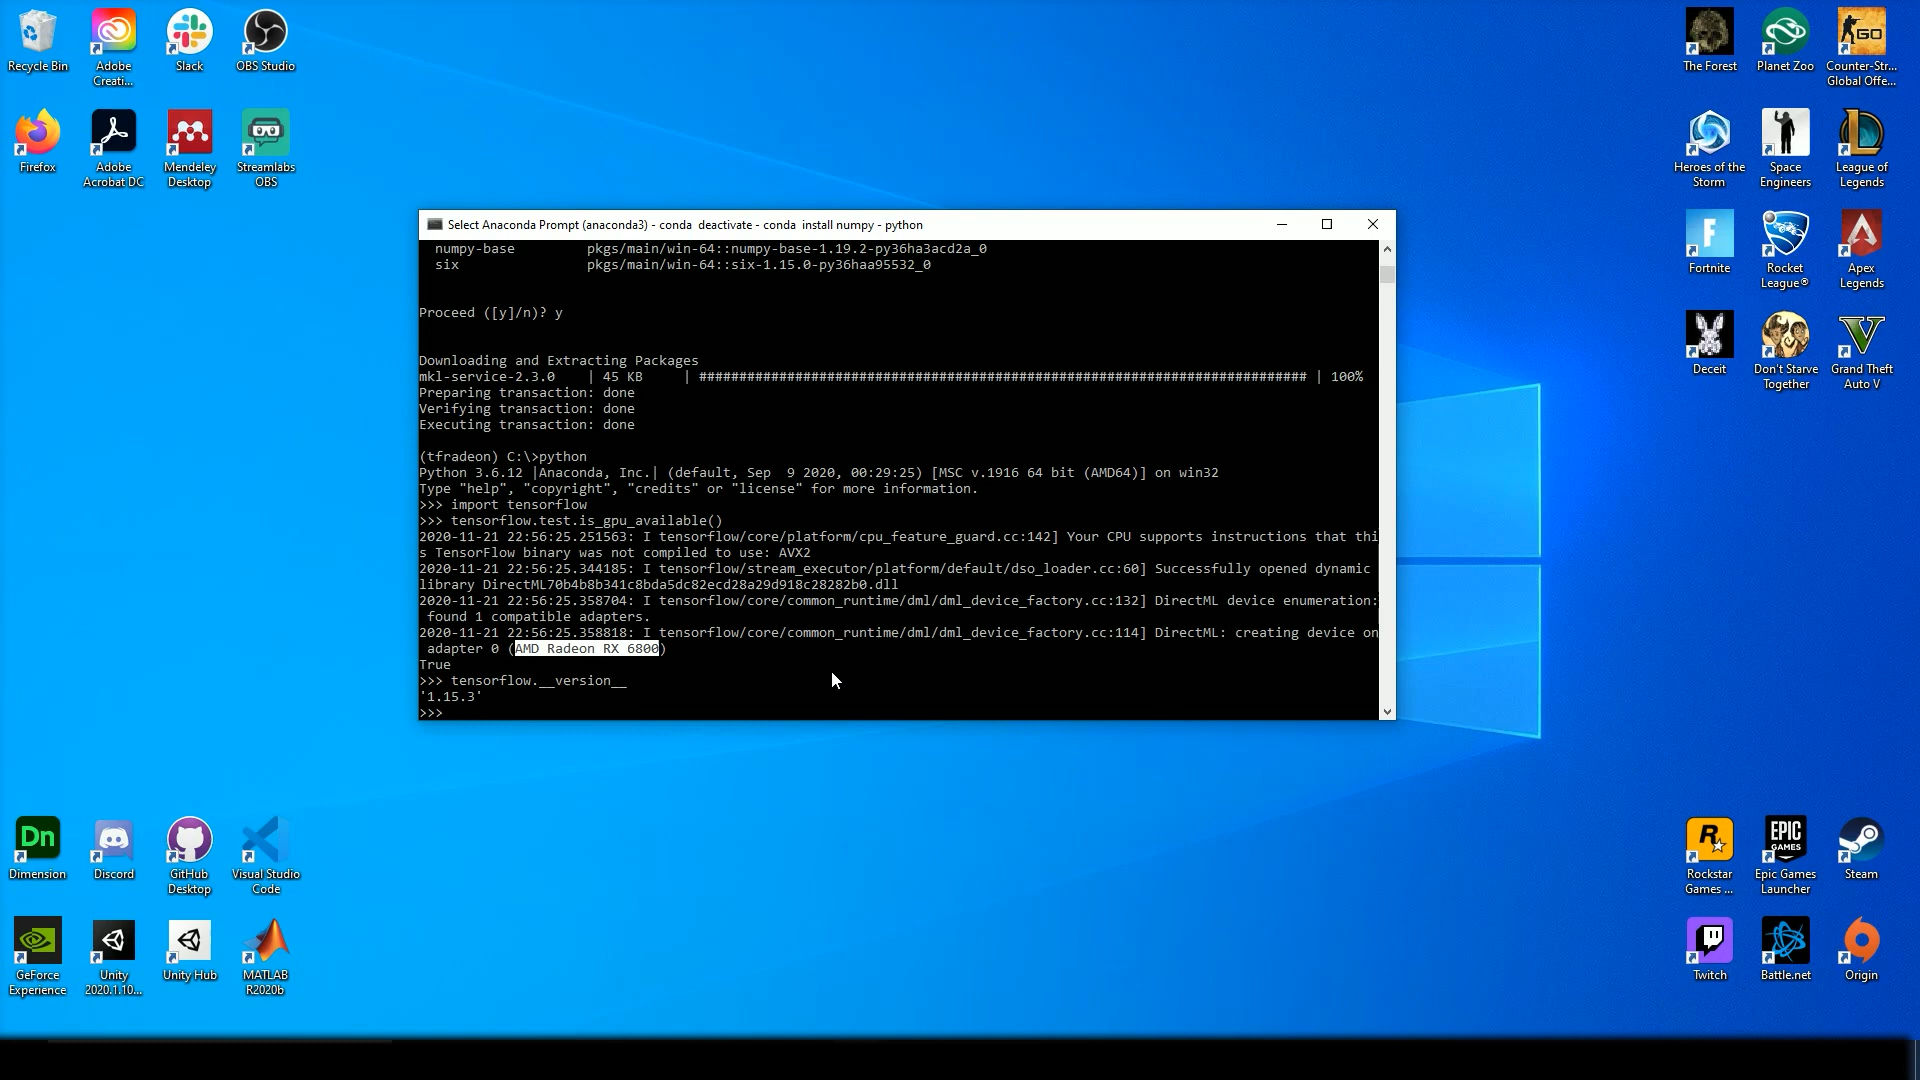 Recycle Bin
Adobe
Creati...
Slack
OBS Studio
Firefox
Adobe
Acrobat DC
Mendeley
Desktop
Streamlabs
OBS
The Forest
Planet Zoo
GO
Counter-Str...
Global Offe...
Heroes of the
Storm
Space
Engineers
League of
Legends
F
Fortnite
Rocket
League®
Apex
Legends
Deceit
Don't Starve
Together
V
Grand Theft
Auto V
Select Anaconda Prompt (anaconda3) - conda  deactivate - conda  install numpy - python
numpy-base         pkgs/main/win-64::numpy-base-1.19.2-py36ha3acd2a_0
six                pkgs/main/win-64::six-1.15.0-py36haa95532_0
Proceed ([y]/n)? y
Downloading and Extracting Packages
mkl-service-2.3.0    | 45 KB     | ############################################################################ | 100%
Preparing transaction: done
Verifying transaction: done
Executing transaction: done
(tfradeon) C:\>python
Python 3.6.12 |Anaconda, Inc.| (default, Sep  9 2020, 00:29:25) [MSC v.1916 64 bit (AMD64)] on win32
Type "help", "copyright", "credits" or "license" for more information.
>>> import tensorflow
>>> tensorflow.test.is_gpu_available()
2020-11-21 22:56:25.251563: I tensorflow/core/platform/cpu_feature_guard.cc:142] Your CPU supports instructions that thi
s TensorFlow binary was not compiled to use: AVX2
2020-11-21 22:56:25.344185: I tensorflow/stream_executor/platform/default/dso_loader.cc:60] Successfully opened dynamic
library DirectML70b4b8b341c8bda5dc82ecd28a29d918c28282b0.dll
2020-11-21 22:56:25.358704: I tensorflow/core/common_runtime/dml/dml_device_factory.cc:132] DirectML device enumeration:
found 1 compatible adapters.
2020-11-21 22:56:25.358818: I tensorflow/core/common_runtime/dml/dml_device_factory.cc:114] DirectML: creating device on
adapter 0 (AMD Radeon RX 6800)
True
>>> tensorflow.__version__
'1.15.3'
>>>
Dn
Dimension
Discord
GitHub
Desktop
Visual Studio
Code
GeForce
Experience
Unity
2020.1.10...
Unity Hub
MATLAB
R2020b
R
Rockstar
Games ...
EPIC
GAMES
Epic Games
Launcher
Steam
Twitch
Battle.net
Origin